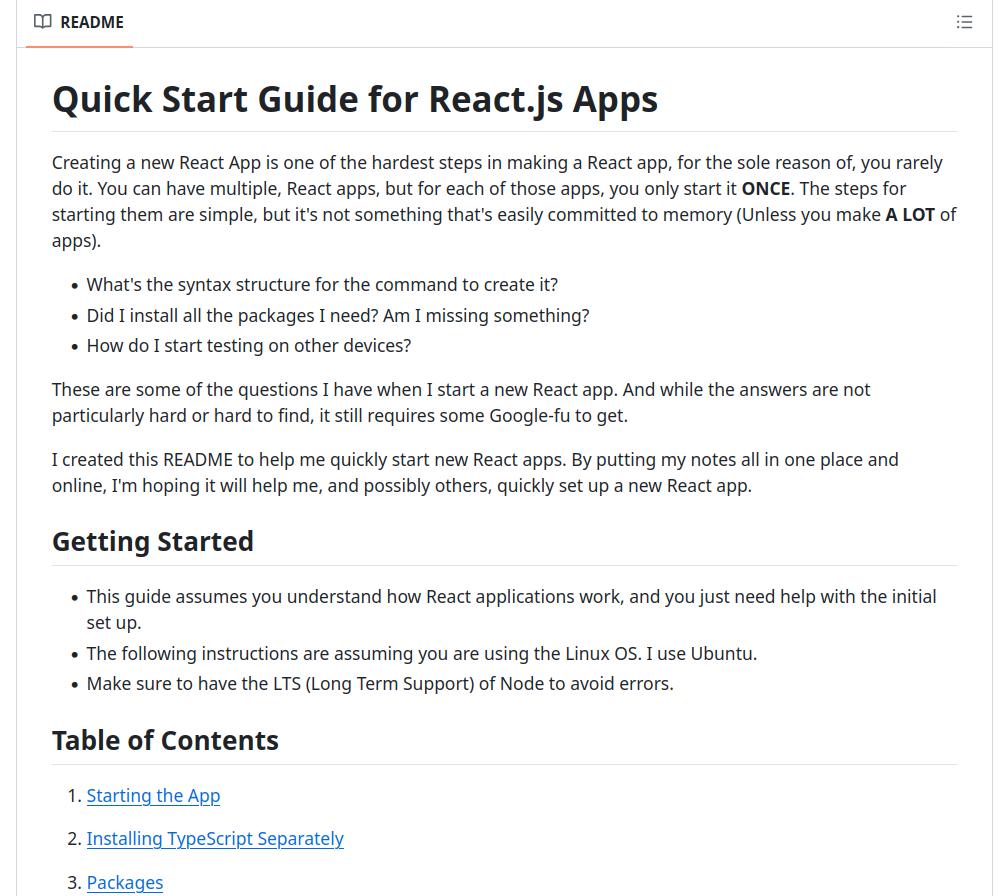 README
Quick Start Guide for React.js Apps
Creating a new React App is one of the hardest steps in making a React app, for the sole reason of, you rarely
do it. You can have multiple, React apps, but for each of those apps, you only start it ONCE. The steps for
starting them are simple, but it's not something that's easily committed to memory (Unless you make A LOT of
apps).
• What's the syntax structure for the command to create it?
• Did I install all the packages I need? Am I missing something?
• How do I start testing on other devices?
These are some of the questions I have when I start a new React app. And while the answers are not
particularly hard or hard to find, it still requires some Google-fu to get.
I created this README to help me quickly start new React apps. By putting my notes all in one place and
online, I'm hoping it will help me, and possibly others, quickly set up a new React app.
Getting Started
• This guide assumes you understand how React applications work, and you just need help with the initial
set up.
• The following instructions are assuming you are using the Linux OS. I use Ubuntu.
• Make sure to have the LTS (Long Term Support) of Node to avoid errors.
Table of Contents
1. Starting the App
2. Installing TypeScript Separately
3. Packages